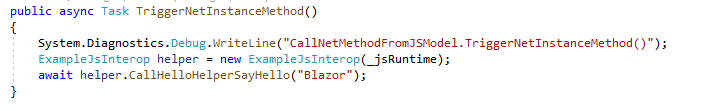 public async Task TriggerNetInstanceMethod()
{
System.Diagnostics.Debug.WriteLine("CallNetMethodFromJSModel.TriggerNetInstanceMethod()");
ExampleJsInterop helper = new ExampleJsInterop(_jsRuntime);
await helper.CallHelloHelperSayHello("Blazor");
}